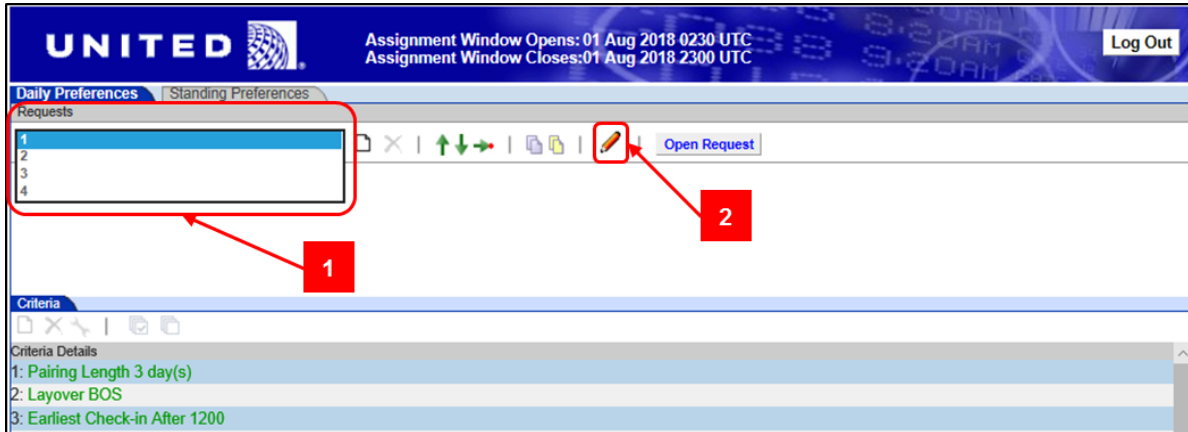 UNITED
Assignment Window Opens: 01 Aug 2018 0230 UTC
Assignment Window Closes:01 Aug 2018 2300 UTC
Log Out
Daily Preferences
Standing Preferences
Requests
1
2
3
4
Open Request
2
1
Criteria
Criteria Details
1: Pairing Length 3 day(s)
2: Layover BOS
3: Earliest Check-in After 1200